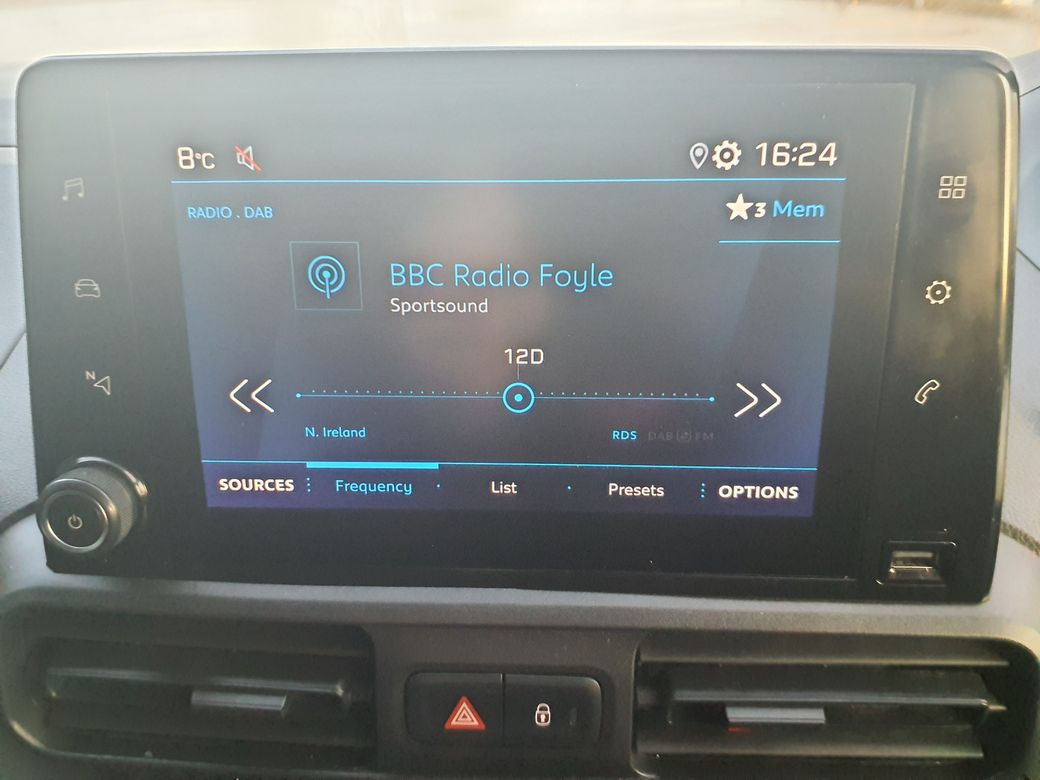 8°C
16:24
RADIO . DAB
3 Mem
BBC Radio Foyle
Sportsound
12D
N
N. Ireland
RDS DAB FM
SOURCES Frequency List Presets OPTIONS